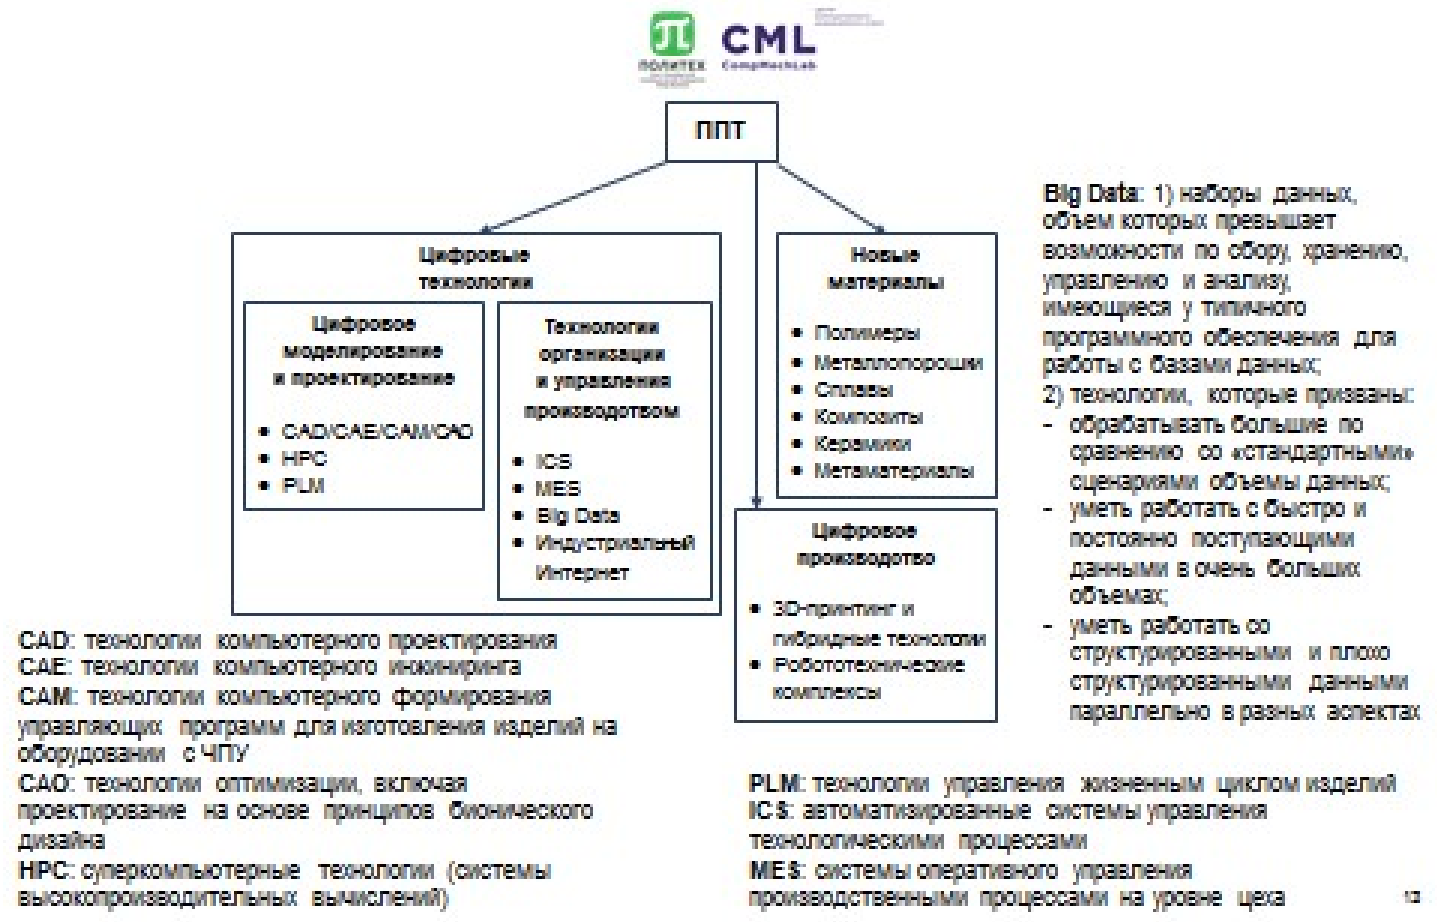 ПОЛИТЕХ
CML
CompMechLab
ППТ
Цифровые
технологии
Цифровое
моделирование
и проектирование
● CAD/CAE/CAM/CAO
● HPC
● PLM
Технологии
организации
и управления
производством
● ICS
● MES
● Big Data
● Индустриальный
Интернет
Новые
материалы
● Полимеры
● Металлопорошки
● Сплавы
● Композиты
● Керамики
● Метаматериалы
Цифровое
производство
● 3D-принтинг и
гибридные технологии
● Робототехнические
комплексы
Big Data: 1) наборы данных,
объем которых превышает
возможности по сбору, хранению,
управлению и анализу,
имеющиеся у типичного
программного обеспечения для
работы с базами данных;
2) технологии, которые призваны:
- обрабатывать большие по
сравнению со «стандартными»
сценариями объемы данных;
- уметь работать с быстро и
постоянно поступающими
данными в очень больших
объемах;
- уметь работать со
структурированными и плохо
структурированными данными
параллельно в разных аспектах
CAD: технологии компьютерного проектирования
CAE: технологии компьютерного инжиниринга
CAM: технологии компьютерного формирования
управляющих программ для изготовления изделий на
оборудовании с ЧПУ
CAO: технологии оптимизации, включая
проектирование на основе принципов бионического
дизайна
HPC: суперкомпьютерные технологии (системы
высокопроизводительных вычислений)
PLM: технологии управления жизненным циклом изделий
ICS: автоматизированные системы управления
технологическими процессами
MES: системы оперативного управления
производственными процессами на уровне цеха